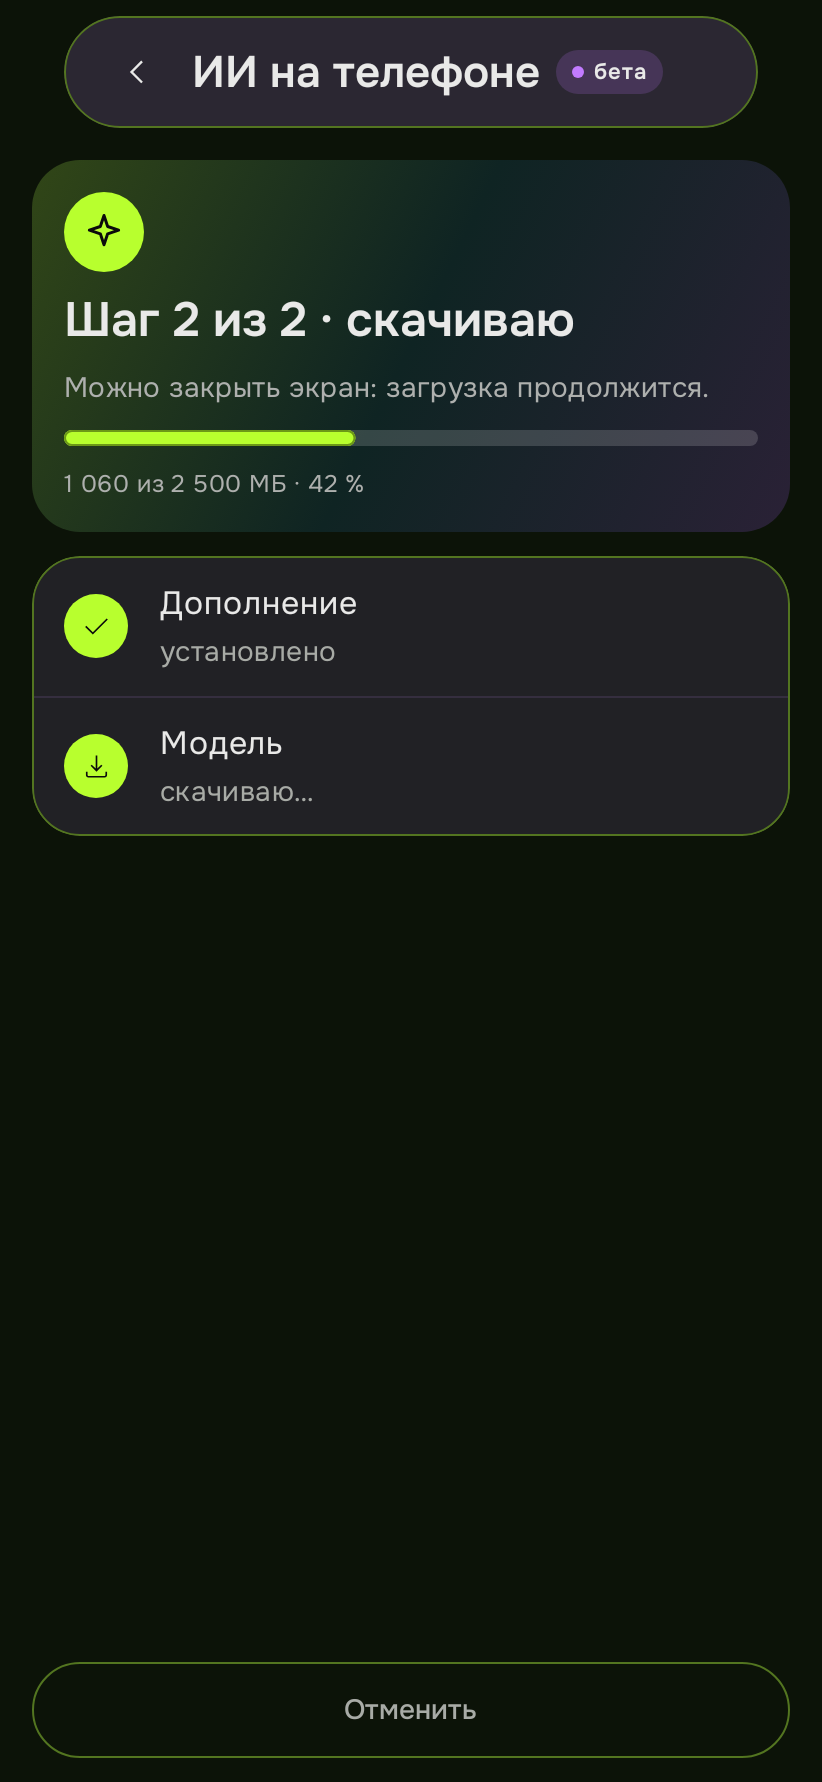 ИИ на телефоне
бета
Шаг 2 из 2 · скачиваю
Можно закрыть экран: загрузка продолжится.
1 060 из 2 500 МБ · 42 %
Дополнение
установлено
Модель
скачиваю...
Отменить